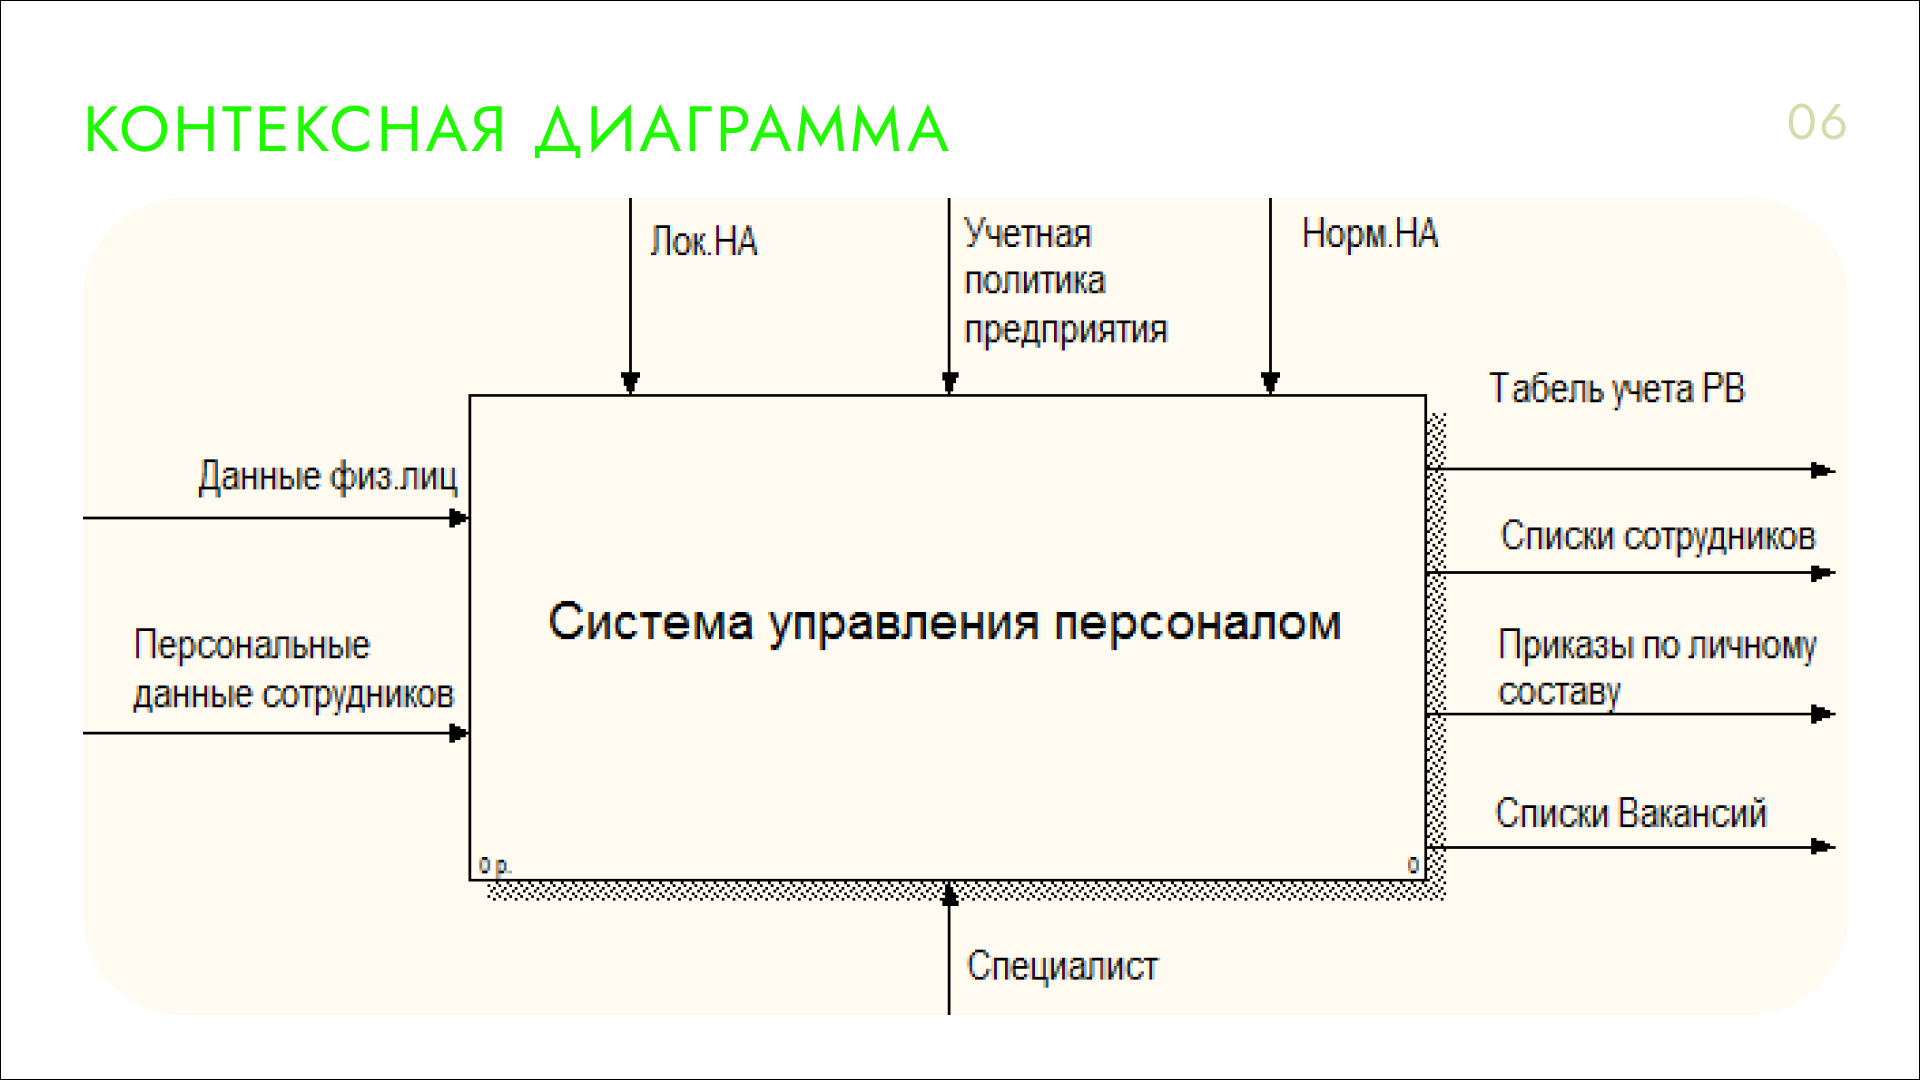 КОНТЕКСНАЯ ДИАГРАММА
06
Лок.НА
Учетная
политика
предприятия
Норм.НА
Табель учета РВ
Данные физ.лиц
Списки сотрудников
Система управления персоналом
Персональные
данные сотрудников
Приказы по личному
составу
Списки Вакансий
0 р.
0
Специалист